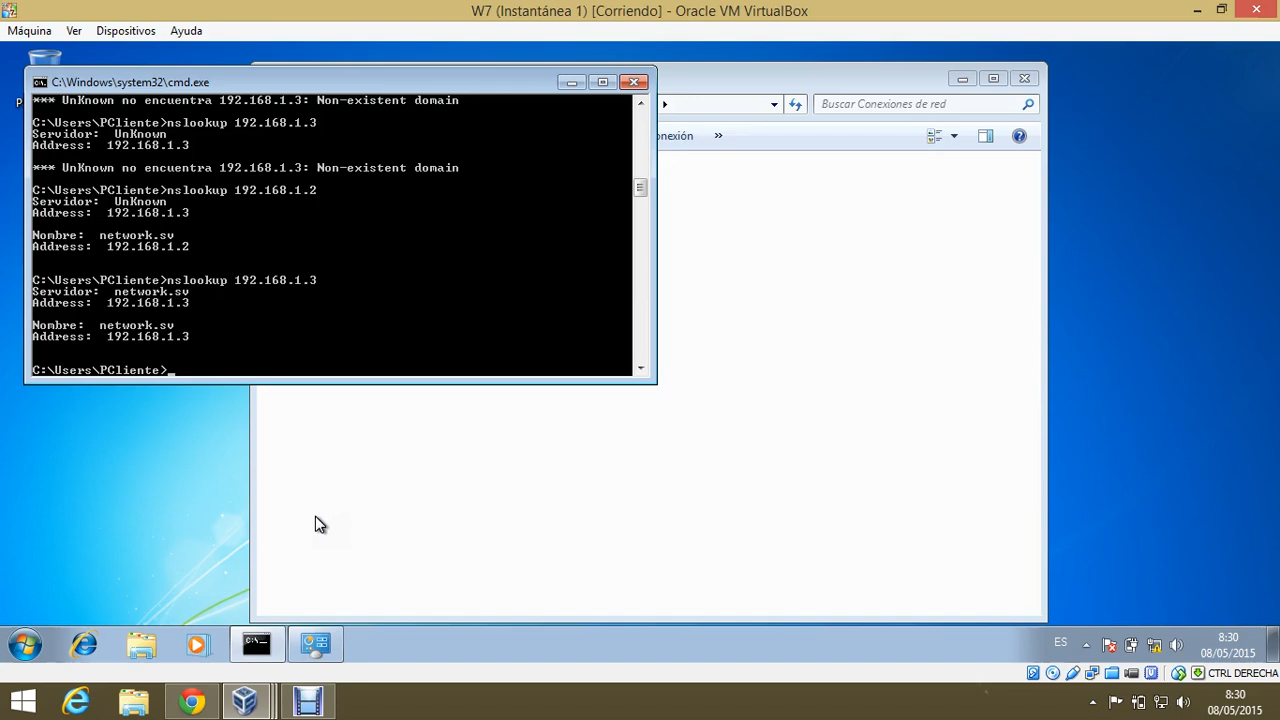 W7 (Instantánea 1) [Corriendo] - Oracle VM VirtualBox
Máquina Ver Dispositivos Ayuda
C:\Windows\system32\cmd.exe
*** UnKnown no encuentra 192.168.1.3: Non-existent domain
C:\Users\PCliente>nslookup 192.168.1.3
Servidor: UnKnown
Address: 192.168.1.3
*** UnKnown no encuentra 192.168.1.3: Non-existent domain
C:\Users\PCliente>nslookup 192.168.1.2
Servidor: UnKnown
Address: 192.168.1.3
Nombre: network.sv
Address: 192.168.1.2
C:\Users\PCliente>nslookup 192.168.1.3
Servidor: network.sv
Address: 192.168.1.3
Nombre: network.sv
Address: 192.168.1.3
C:\Users\PCliente>_
Buscar Conexiones de red
onexión »
ES
8:30
08/05/2015
CTRL DERECHA
8:30
08/05/2015